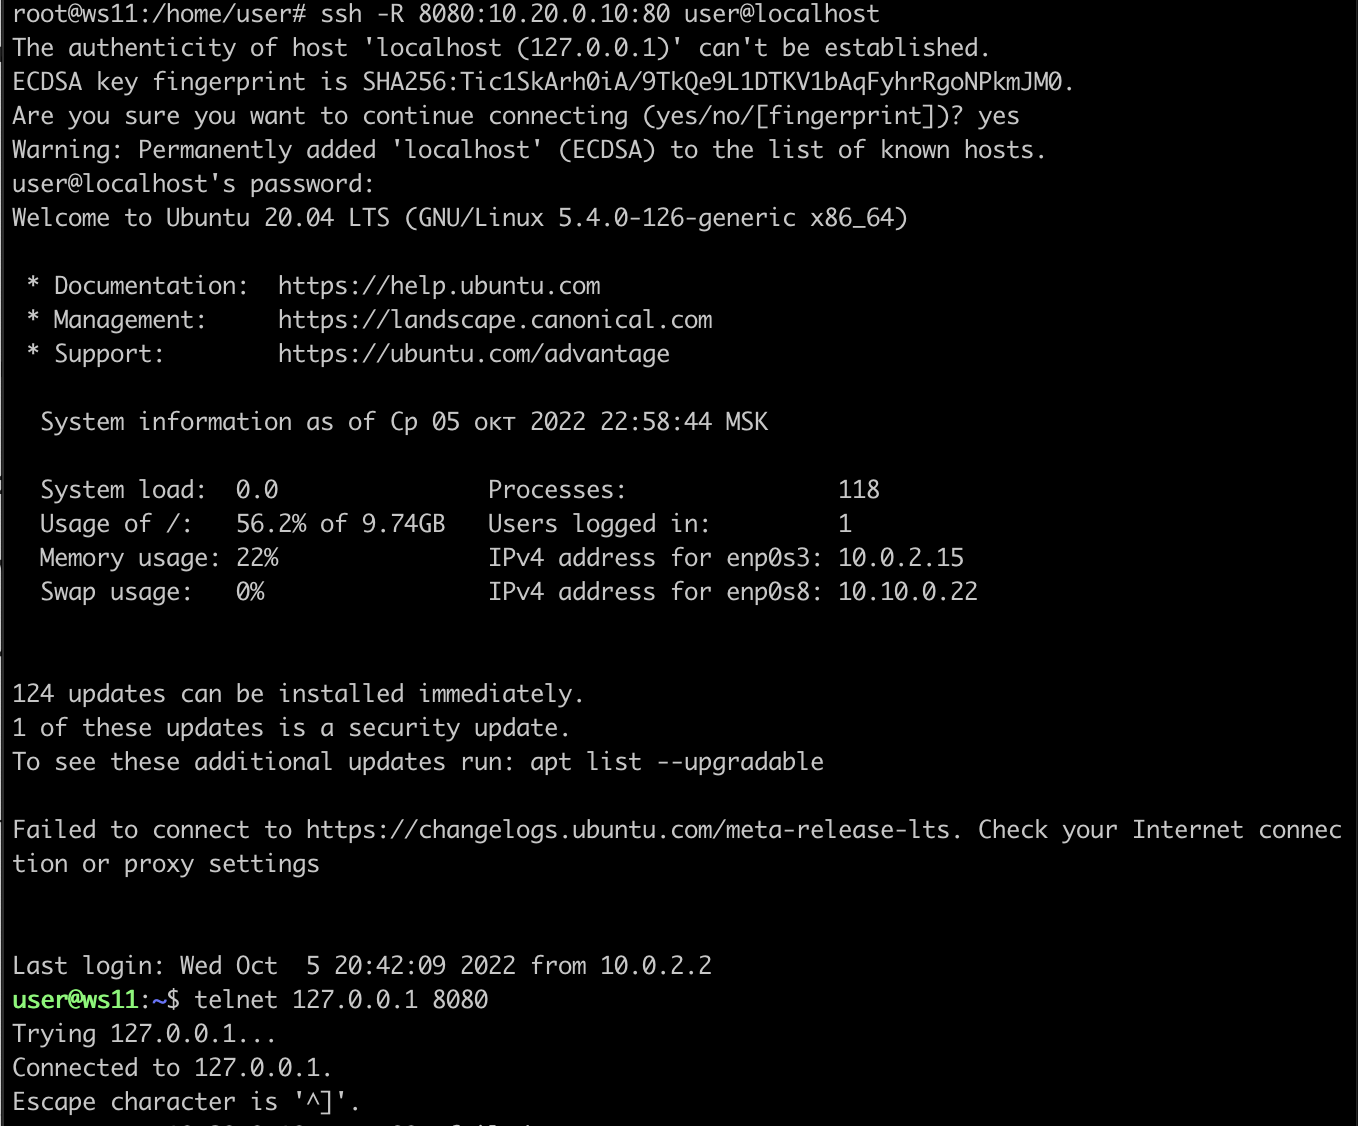 root@ws11:/home/user# ssh -R 8080:10.20.0.10:80 user@localhost
The authenticity of host 'localhost (127.0.0.1)' can't be established.
ECDSA key fingerprint is SHA256:Tic1SkArh0iA/9TkQe9L1DTKV1bAqFyhrRgoNPkmJM0.
Are you sure you want to continue connecting (yes/no/[fingerprint])? yes
Warning: Permanently added 'localhost' (ECDSA) to the list of known hosts.
user@localhost's password:
Welcome to Ubuntu 20.04 LTS (GNU/Linux 5.4.0-126-generic x86_64)
* Documentation:  https://help.ubuntu.com
* Management:     https://landscape.canonical.com
* Support:        https://ubuntu.com/advantage
System information as of Ср 05 окт 2022 22:58:44 MSK
System load:  0.0               Processes:               118
Usage of /:   56.2% of 9.74GB   Users logged in:         1
Memory usage: 22%               IPv4 address for enp0s3: 10.0.2.15
Swap usage:   0%                IPv4 address for enp0s8: 10.10.0.22
124 updates can be installed immediately.
1 of these updates is a security update.
To see these additional updates run: apt list --upgradable
Failed to connect to https://changelogs.ubuntu.com/meta-release-lts. Check your Internet connec
tion or proxy settings
Last login: Wed Oct  5 20:42:09 2022 from 10.0.2.2
user@ws11:~$ telnet 127.0.0.1 8080
Trying 127.0.0.1...
Connected to 127.0.0.1.
Escape character is '^]'.